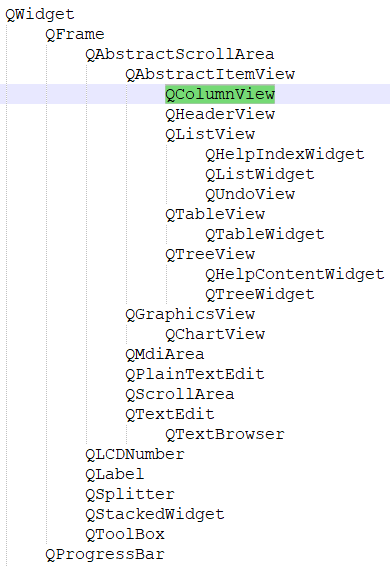 QWidget
QFrame
QAbstractScrollArea
QAbstractItemView
QColumnView
QHeaderView
QListView
QHelpIndexWidget
QListWidget
QUndoView
QTableView
QTableWidget
QTreeView
QHelpContentWidget
QTreeWidget
QGraphicsView
QChartView
QMdiArea
QPlainTextEdit
QScrollArea
QTextEdit
QTextBrowser
QLCDNumber
QLabel
QSplitter
QStackedWidget
QToolBox
QProgressBar